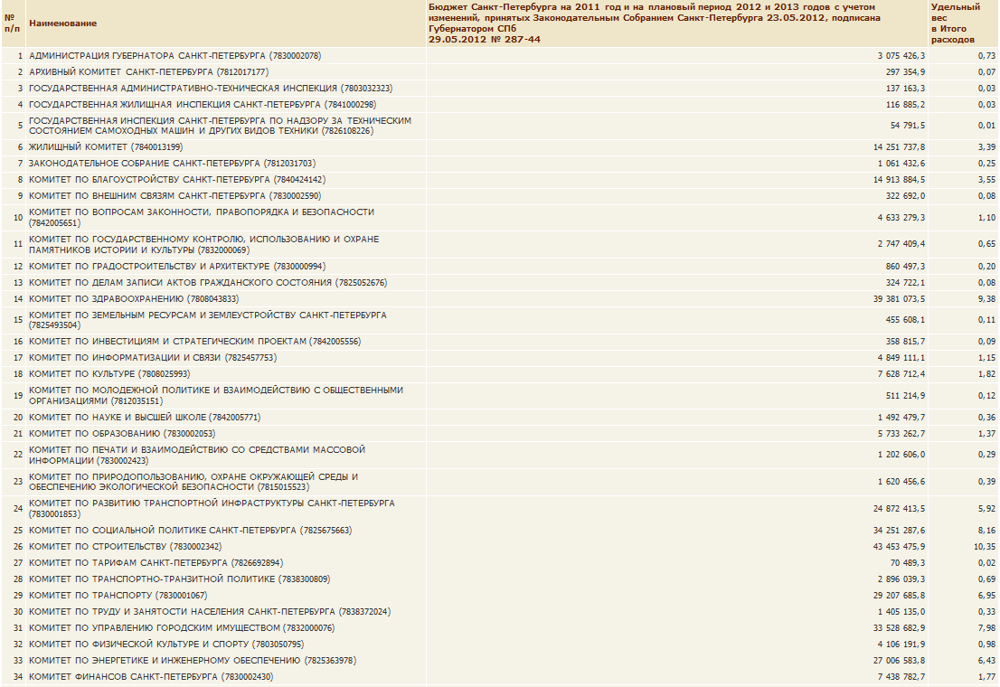 № п/п Наименование Бюджет Санкт-Петербурга на 2011 год и на плановый период 2012 и 2013 годов с учетом изменений, принятых Законодательным Собранием Санкт-Петербурга 23.05.2012, подписана Губернатором СПб 29.05.2012 № 287-44 Удельный вес в Итого расходов
1 АДМИНИСТРАЦИЯ ГУБЕРНАТОРА САНКТ-ПЕТЕРБУРГА (7830002078) 3 075 426,3 0,73
2 АРХИВНЫЙ КОМИТЕТ САНКТ-ПЕТЕРБУРГА (7812017177) 297 354,9 0,07
3 ГОСУДАРСТВЕННАЯ АДМИНИСТРАТИВНО-ТЕХНИЧЕСКАЯ ИНСПЕКЦИЯ (7803032323) 137 163,3 0,03
4 ГОСУДАРСТВЕННАЯ ЖИЛИЩНАЯ ИНСПЕКЦИЯ САНКТ-ПЕТЕРБУРГА (7841000298) 116 885,2 0,03
5 ГОСУДАРСТВЕННАЯ ИНСПЕКЦИЯ САНКТ-ПЕТЕРБУРГА ПО НАДЗОРУ ЗА ТЕХНИЧЕСКИМ
СОСТОЯНИЕМ САМОХОДНЫХ МАШИН И ДРУГИХ ВИДОВ ТЕХНИКИ (7826108226) 54 791,5 0,01
6 ЖИЛИЩНЫЙ КОМИТЕТ (7840013199) 14 251 737,8 3,39
7 ЗАКОНОДАТЕЛЬНОЕ СОБРАНИЕ САНКТ-ПЕТЕРБУРГА (7812031703) 1 061 432,6 0,25
8 КОМИТЕТ ПО БЛАГОУСТРОЙСТВУ САНКТ-ПЕТЕРБУРГА (7840424142) 14 913 884,5 3,55
9 КОМИТЕТ ПО ВНЕШНИМ СВЯЗЯМ САНКТ-ПЕТЕРБУРГА (7830002590) 322 692,0 0,08
10 КОМИТЕТ ПО ВОПРОСАМ ЗАКОННОСТИ, ПРАВОПОРЯДКА И БЕЗОПАСНОСТИ
(7842005651) 4 633 279,3 1,10
11 КОМИТЕТ ПО ГОСУДАРСТВЕННОМУ КОНТРОЛЮ, ИСПОЛЬЗОВАНИЮ И ОХРАНЕ
ПАМЯТНИКОВ ИСТОРИИ И КУЛЬТУРЫ (7832000069) 2 747 409,4 0,65
12 КОМИТЕТ ПО ГРАДОСТРОИТЕЛЬСТВУ И АРХИТЕКТУРЕ (7830000994) 860 497,3 0,20
13 КОМИТЕТ ПО ДЕЛАМ ЗАПИСИ АКТОВ ГРАЖДАНСКОГО СОСТОЯНИЯ (7825052676) 324 722,1 0,08
14 КОМИТЕТ ПО ЗДРАВООХРАНЕНИЮ (7808043833) 39 381 073,5 9,38
15 КОМИТЕТ ПО ЗЕМЕЛЬНЫМ РЕСУРСАМ И ЗЕМЛЕУСТРОЙСТВУ САНКТ-ПЕТЕРБУРГА
(7825493504) 455 608,1 0,11
16 КОМИТЕТ ПО ИНВЕСТИЦИЯМ И СТРАТЕГИЧЕСКИМ ПРОЕКТАМ (7842005556) 358 815,7 0,09
17 КОМИТЕТ ПО ИНФОРМАТИЗАЦИИ И СВЯЗИ (7825457753) 4 849 111,1 1,15
18 КОМИТЕТ ПО КУЛЬТУРЕ (7808025993) 7 628 712,4 1,82
19 КОМИТЕТ ПО МОЛОДЕЖНОЙ ПОЛИТИКЕ И ВЗАИМОДЕЙСТВИЮ С ОБЩЕСТВЕННЫМИ
ОРГАНИЗАЦИЯМИ (7812035151) 511 214,9 0,12
20 КОМИТЕТ ПО НАУКЕ И ВЫСШЕЙ ШКОЛЕ (7842005771) 1 492 479,7 0,36
21 КОМИТЕТ ПО ОБРАЗОВАНИЮ (7830002053) 5 733 262,7 1,37
22 КОМИТЕТ ПО ПЕЧАТИ И ВЗАИМОДЕЙСТВИЮ СО СРЕДСТВАМИ МАССОВОЙ
ИНФОРМАЦИИ (7830002423) 1 202 606,0 0,29
23 КОМИТЕТ ПО ПРИРОДОПОЛЬЗОВАНИЮ, ОХРАНЕ ОКРУЖАЮЩЕЙ СРЕДЫ И
ОБЕСПЕЧЕНИЮ ЭКОЛОГИЧЕСКОЙ БЕЗОПАСНОСТИ (7815015523) 1 620 456,6 0,39
24 КОМИТЕТ ПО РАЗВИТИЮ ТРАНСПОРТНОЙ ИНФРАСТРУКТУРЫ САНКТ-ПЕТЕРБУРГА
(7830001853) 24 872 413,5 5,92
25 КОМИТЕТ ПО СОЦИАЛЬНОЙ ПОЛИТИКЕ САНКТ-ПЕТЕРБУРГА (7825675663) 34 251 287,6 8,16
26 КОМИТЕТ ПО СТРОИТЕЛЬСТВУ (7830002342) 43 453 475,9 10,35
27 КОМИТЕТ ПО ТАРИФАМ САНКТ-ПЕТЕРБУРГА (7826692894) 70 489,3 0,02
28 КОМИТЕТ ПО ТРАНСПОРТНО-ТРАНЗИТНОЙ ПОЛИТИКЕ (7838300809) 2 896 039,3 0,69
29 КОМИТЕТ ПО ТРАНСПОРТУ (7830001067) 29 207 685,8 6,95
30 КОМИТЕТ ПО ТРУДУ И ЗАНЯТОСТИ НАСЕЛЕНИЯ САНКТ-ПЕТЕРБУРГА (7838372024) 1 405 135,0 0,33
31 КОМИТЕТ ПО УПРАВЛЕНИЮ ГОРОДСКИМ ИМУЩЕСТВОМ (7832000076) 33 528 682,9 7,98
32 КОМИТЕТ ПО ФИЗИЧЕСКОЙ КУЛЬТУРЕ И СПОРТУ (7803050795) 4 106 191,9 0,98
33 КОМИТЕТ ПО ЭНЕРГЕТИКЕ И ИНЖЕНЕРНОМУ ОБЕСПЕЧЕНИЮ (7825363978) 27 006 583,8 6,43
34 КОМИТЕТ ФИНАНСОВ САНКТ-ПЕТЕРБУРГА (7830002430) 7 438 782,7 1,77